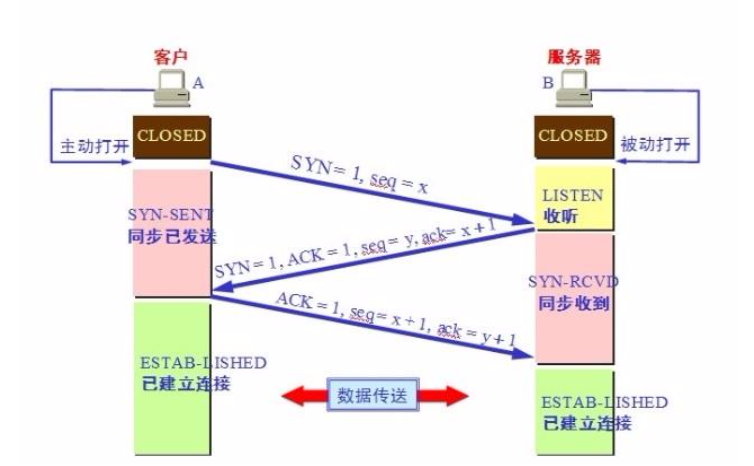 客户
服务器
A
B
CLOSED
CLOSED
主动打开
被动打开
SYN= 1, seq = x
LISTEN
收听
SYN-SENT
同步已发送
SYN=1, ACK = 1, seq= y, ack= x+1
SYN-RCVD
同步收到
ACK = 1, seq= x+1, ack = y+1
ESTAB-LISHED
已建立连接
数据传送
ESTAB-LISHED
已建立连接